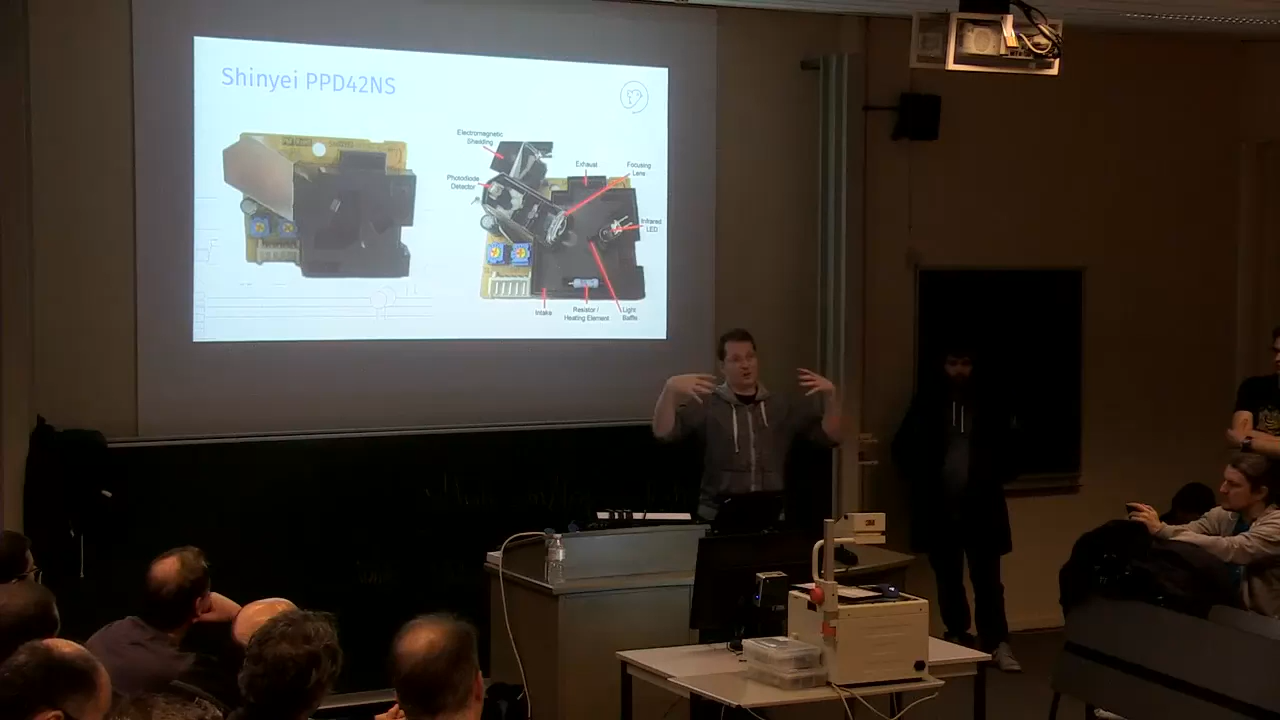 Shinyei PPD42NS
Electromagnetic
Shielding
Exhaust
Focusing
Lens
Photodiode
Detector
Infrared
LED
Intake
Resistor /
Heating Element
Light
Baffle